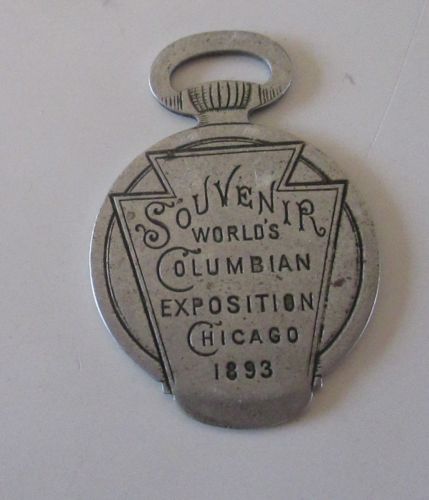 SOUVENIR
WORLD'S
COLUMBIAN
EXPOSITION
CHICAGO
1893